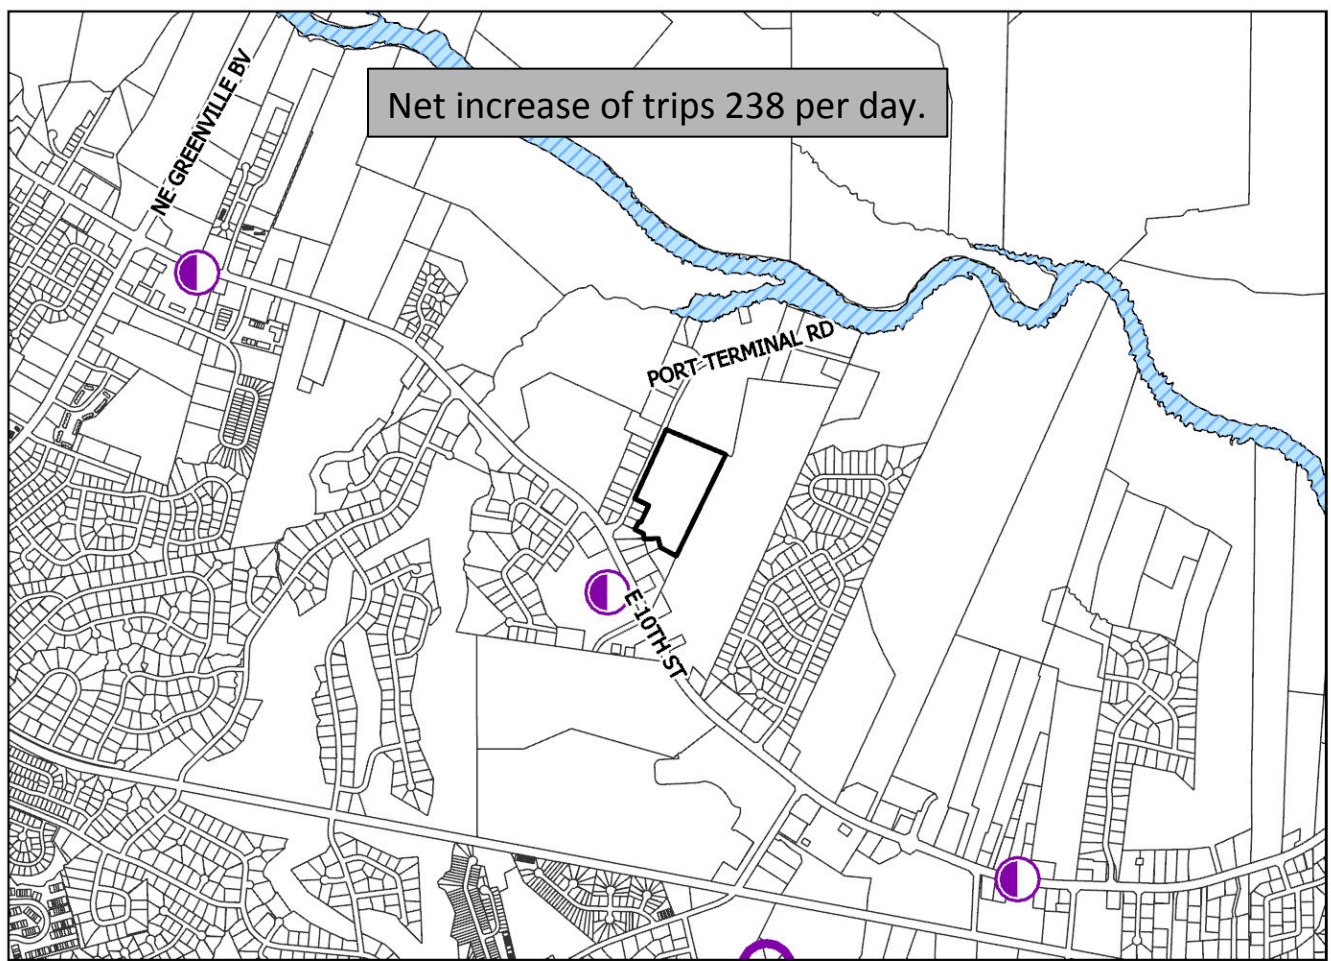 Net increase of trips 238 per day.
NE GREENVILLE BV
PORT TERMINAL RD
E 10TH ST